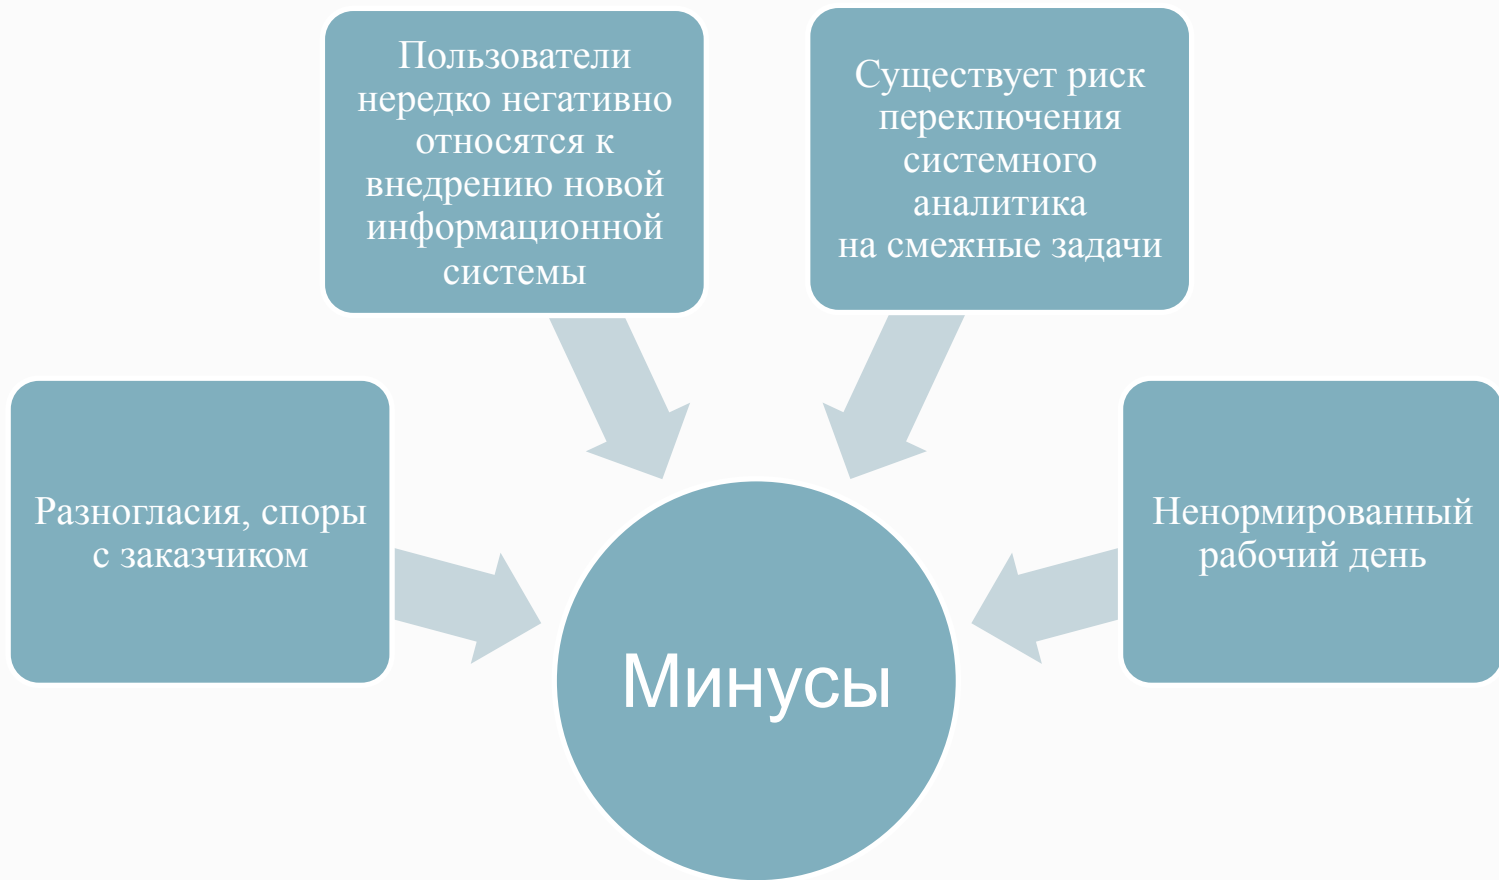 Пользователи
нередко негативно
относятся к
внедрению новой
информационной
системы
Существует риск
переключения
системного
аналитика
на смежные задачи
Разногласия, споры
с заказчиком
Ненормированный
рабочий день
Минусы